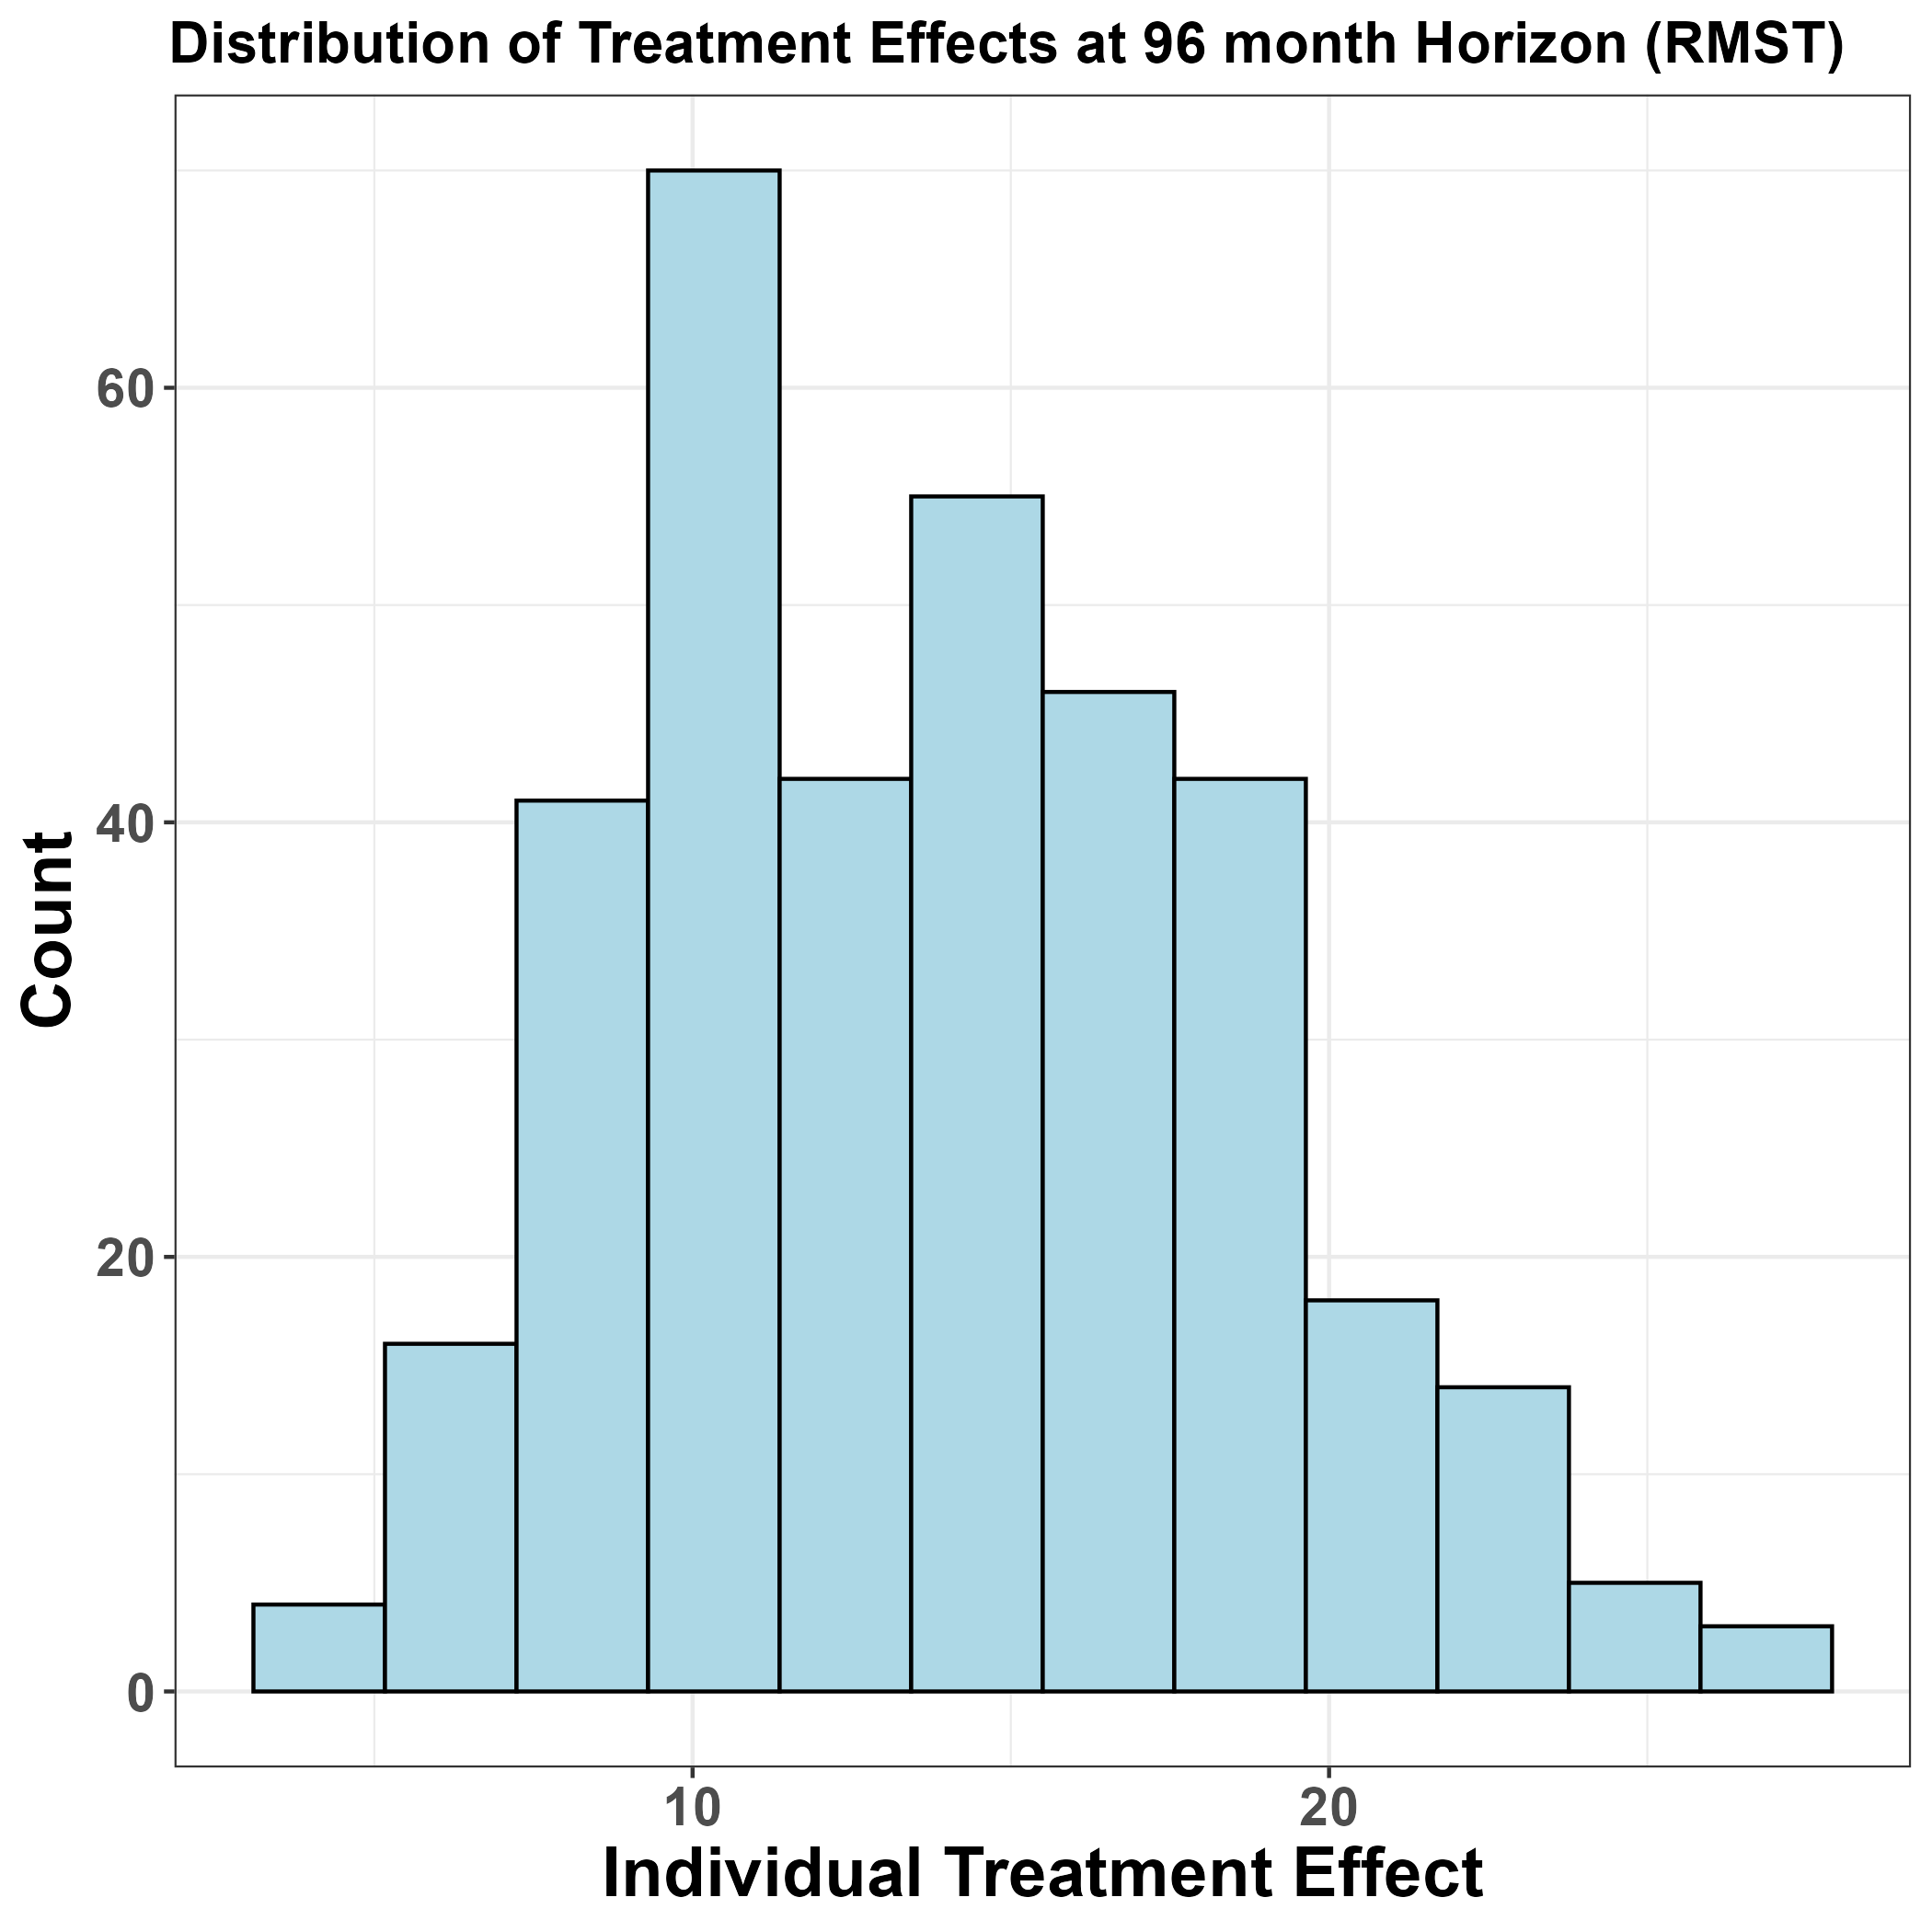 Distribution of Treatment Effects at 96 month Horizon (RMST)
Count
60
40
20
0
10 20
Individual Treatment Effect